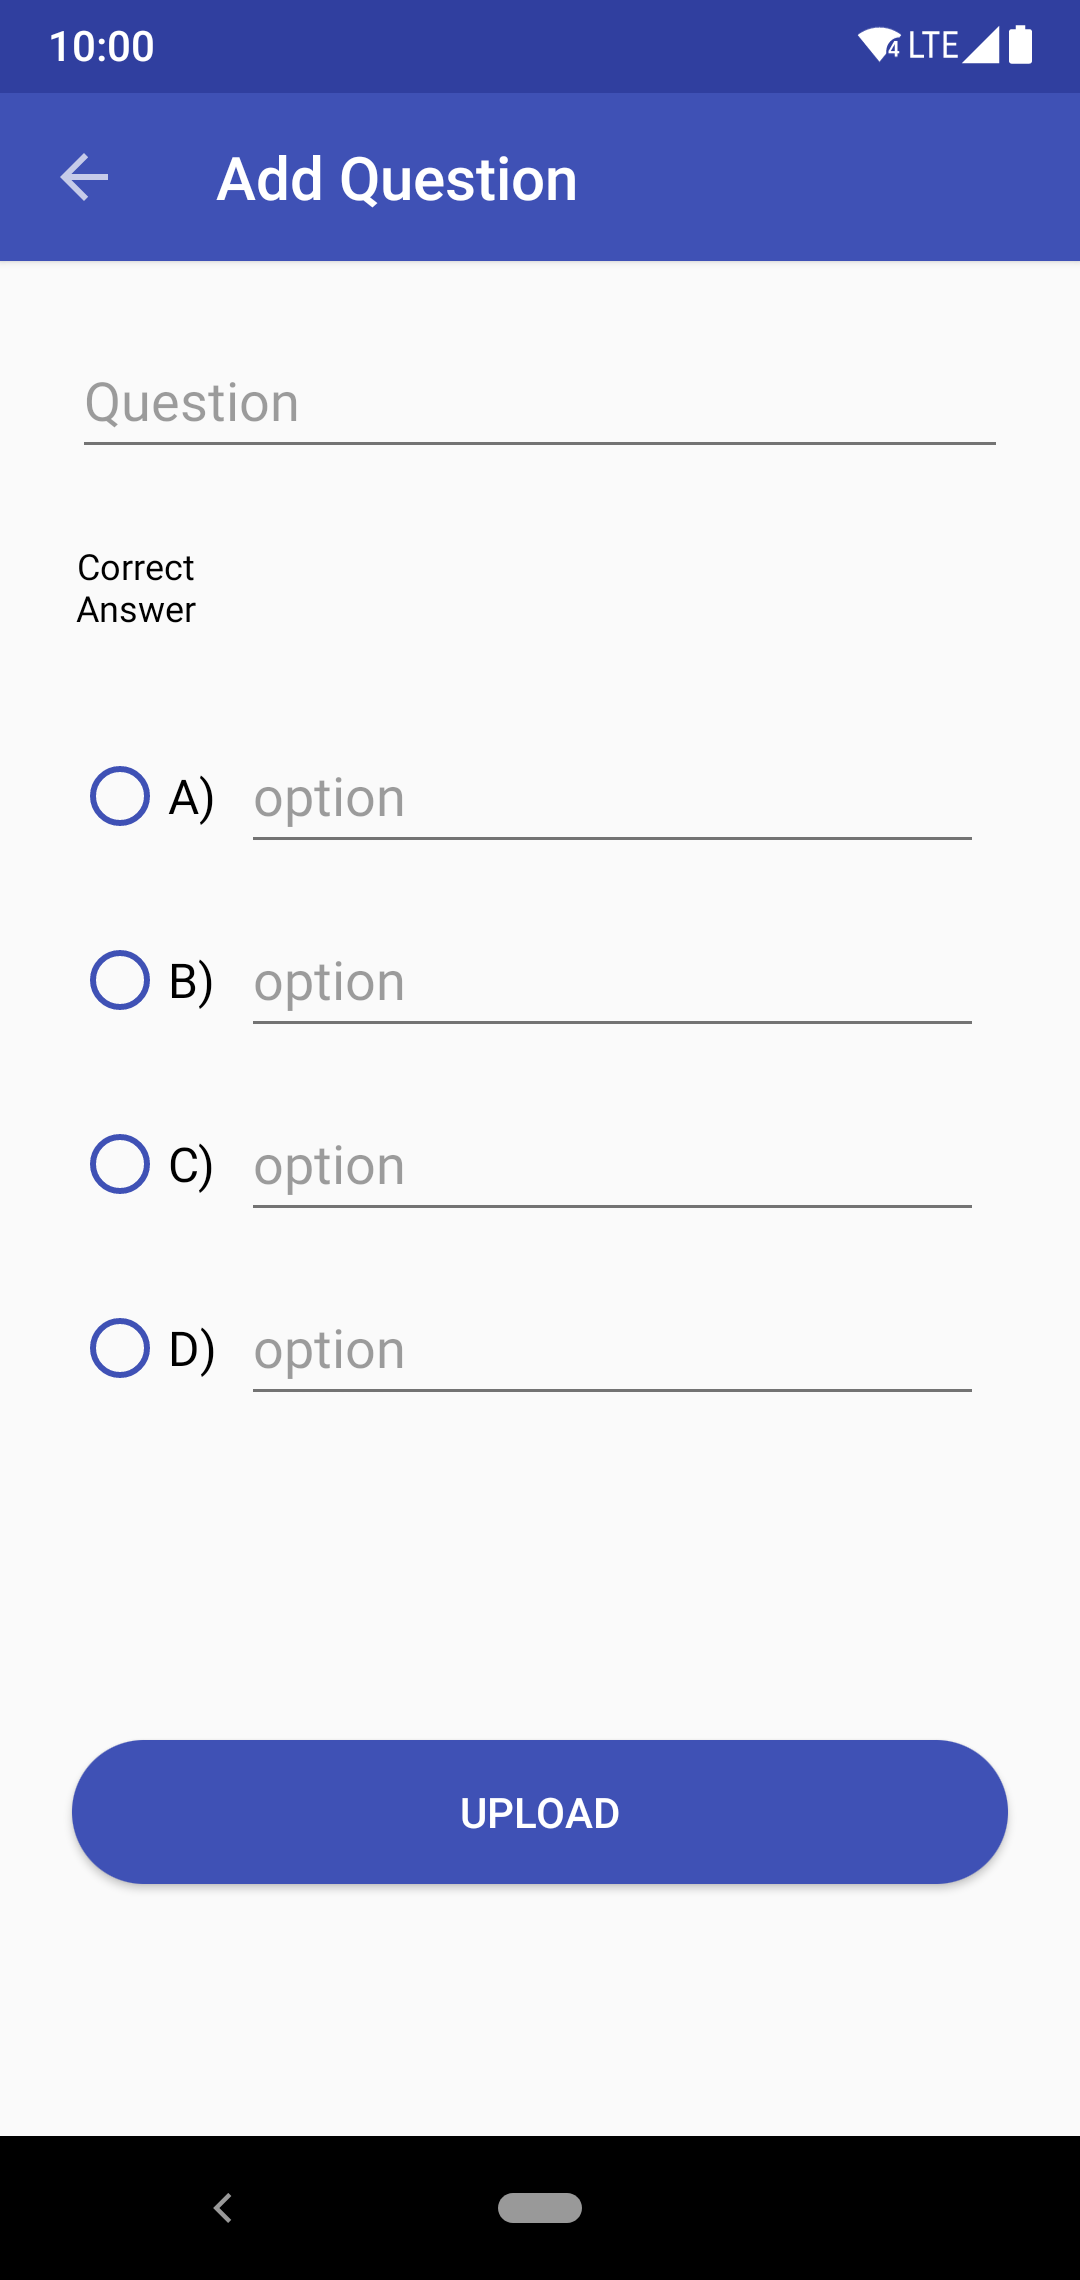 10:00 4 LTE
Add Question
Question
Correct
Answer
A) option
B) option
C) option
D) option
UPLOAD